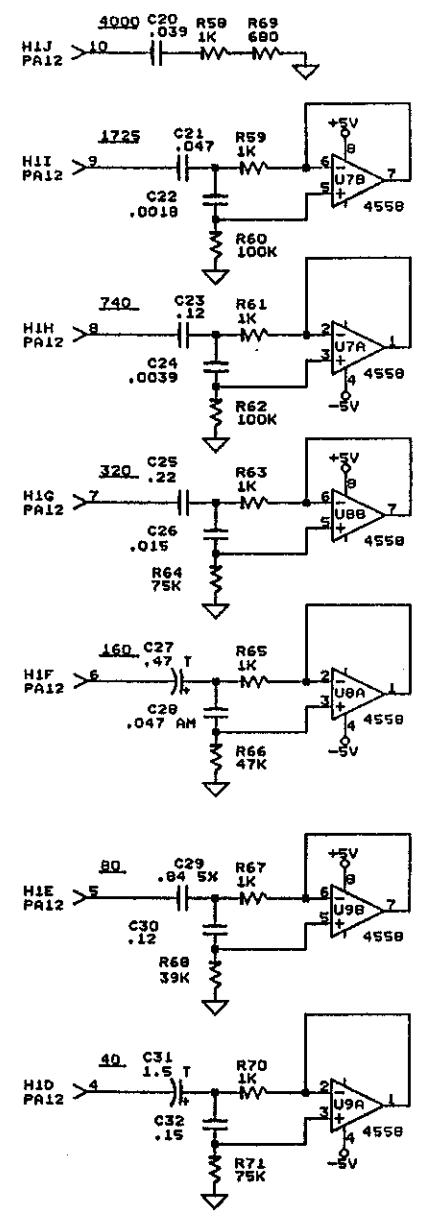 4000 C20 R58 R69
.039 1K 680
H1J
PA12 10
+5V
1725 C21 R59
.047 1K
8
H1I
PA12 9
6 - U7B 7
5 +
C22
.0018
4558
R60
100K
740 C23 R61
.12 1K
H1H
PA12 8
2 - U7A 1
3 +
C24
.0039
4 4558
-5V
R62
100K
320 C25 R63
.22 1K
+5V
8
H1G
PA12 7
6 - U8B 7
5 +
C26
.015
4558
R64
75K
160 C27 T R65
.47 1K
H1F
PA12 6
+
2 - U8A 1
3 +
C28
.047 AM
4 4558
-5V
R66
47K
80 C29 R67
.84 5% 1K
+5V
8
H1E
PA12 5
6 - U9B 7
5 +
C30
.12
4558
R68
39K
40 C31 R70
1.5 T 1K
H1D
PA12 4
+
2 - U9A 1
3 +
C32
.15
4 4558
-5V
R71
75K